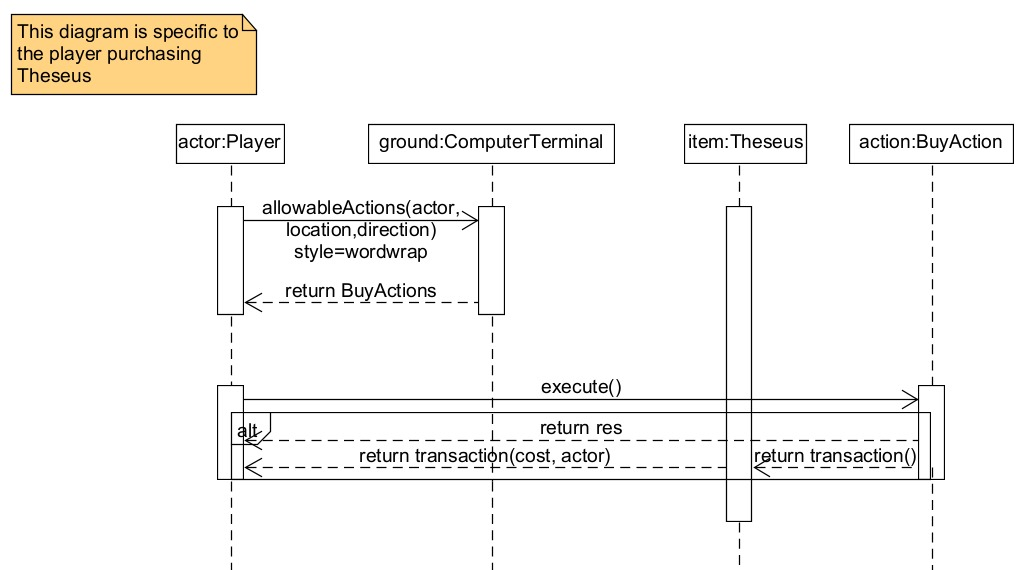 This diagram is specific to
the player purchasing
Theseus
actor:Player
ground:ComputerTerminal
item:Theseus
action:BuyAction
allowableActions(actor,
location,direction)
style=wordwrap
return BuyActions
execute()
alt
return res
return transaction(cost, actor)
return transaction()